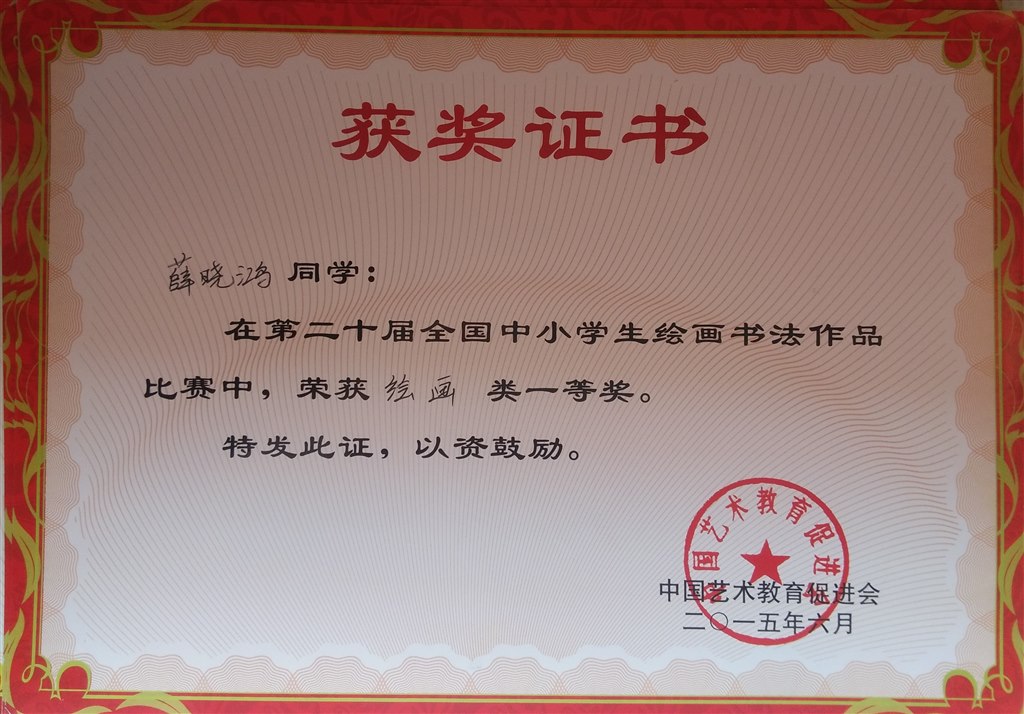 获奖证书
薛晓鸿 同学：
在第二十届全国中小学生绘画书法作品
比赛中，荣获 绘画 类一等奖。
特发此证，以资鼓励。
中国艺术教育促进会
中国艺术教育促进会
二〇一五年六月